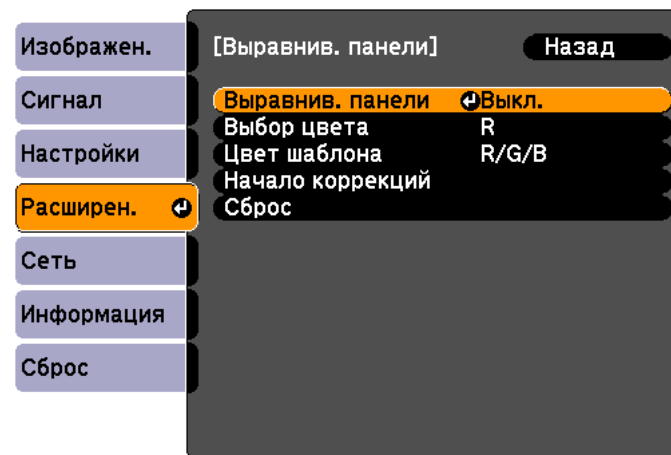 Изображен.
Сигнал
Настройки
Расширен.
Сеть
Информация
Сброс
[Выравнив. панели] Назад
Выравнив. панели Выкл.
Выбор цвета R
Цвет шаблона R/G/B
Начало коррекций
Сброс